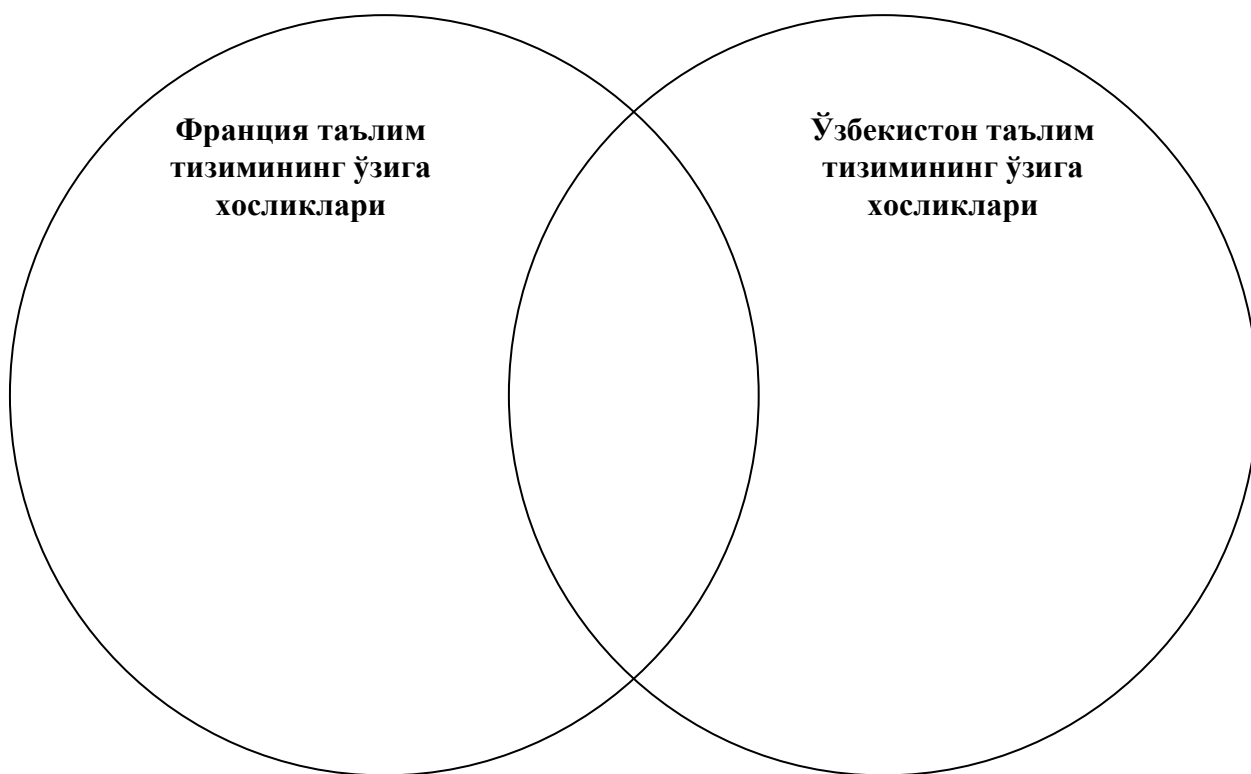 Франция таълим
тизимининг ўзига
хосликлари
Ўзбекистон таълим
тизимининг ўзига
хосликлари